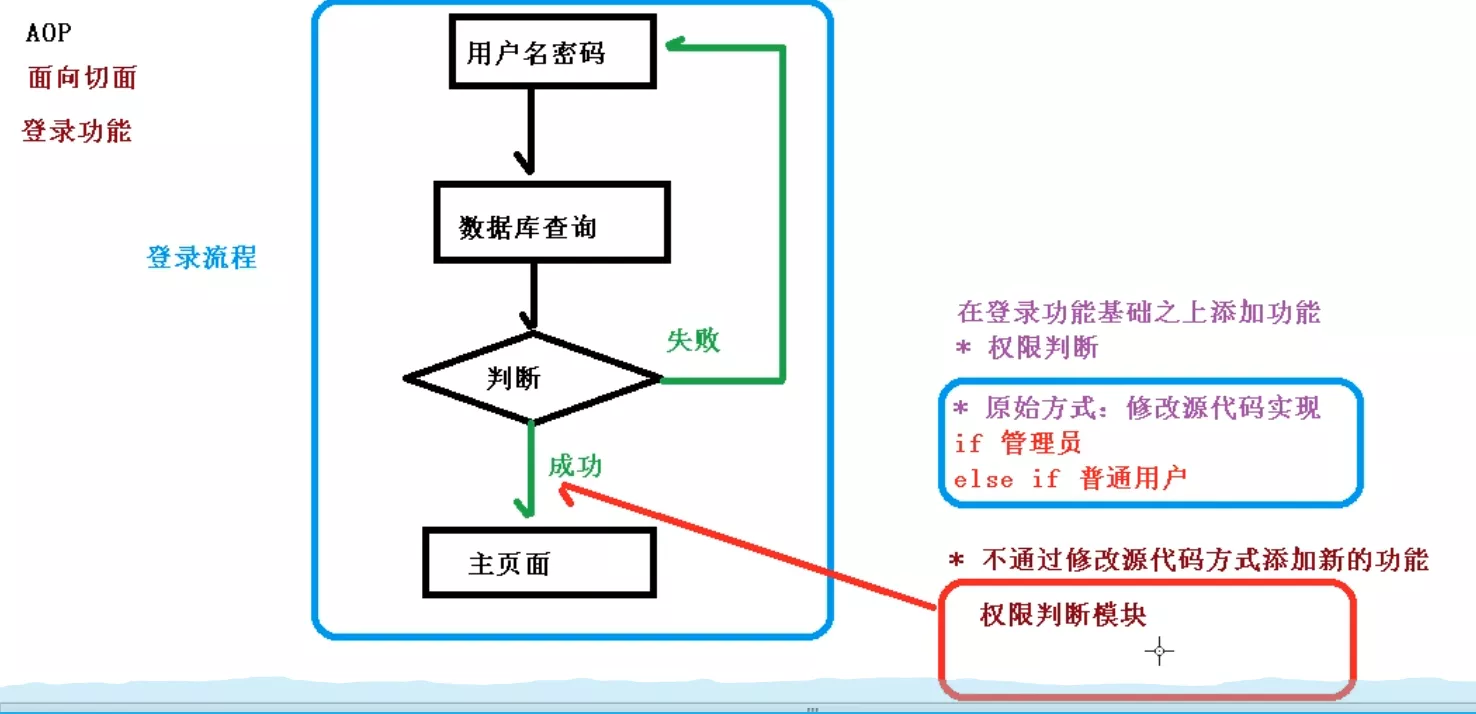 AOP
面向切面
登录功能
登录流程
用户名密码
数据库查询
判断
失败
成功
主页面
在登录功能基础之上添加功能
* 权限判断
* 原始方式：修改源代码实现
if 管理员
else if 普通用户
* 不通过修改源代码方式添加新的功能
权限判断模块